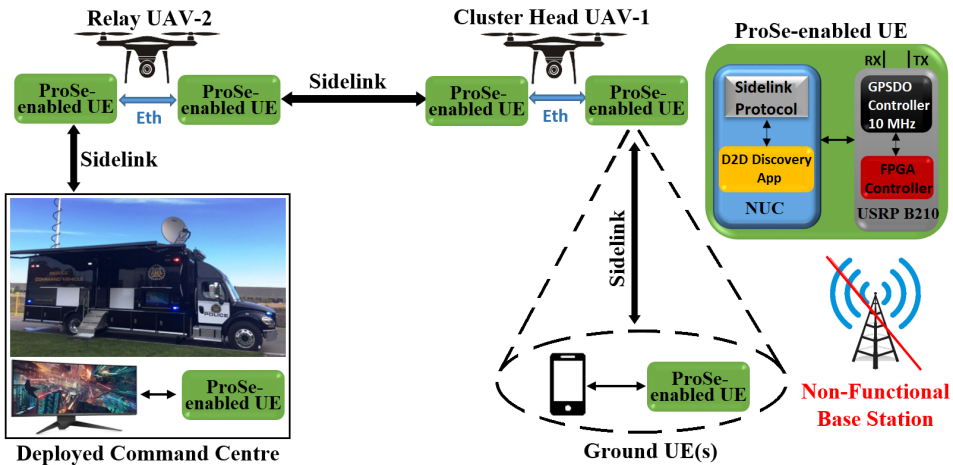 Relay UAV-2
Cluster Head UAV-1
ProSe-enabled UE
ProSe-
enabled UE
Eth
ProSe-
enabled UE
Sidelink
ProSe-
enabled UE
Eth
ProSe-
enabled UE
RX
TX
Sidelink
Protocol
D2D Discovery
App
NUC
GPSDO
Controller
10 MHz
FPGA
Controller
USRP B210
Sidelink
Sidelink
POLICE
ProSe-
enabled UE
Deployed Command Centre
ProSe-
enabled UE
Ground UE(s)
Non-Functional
Base Station